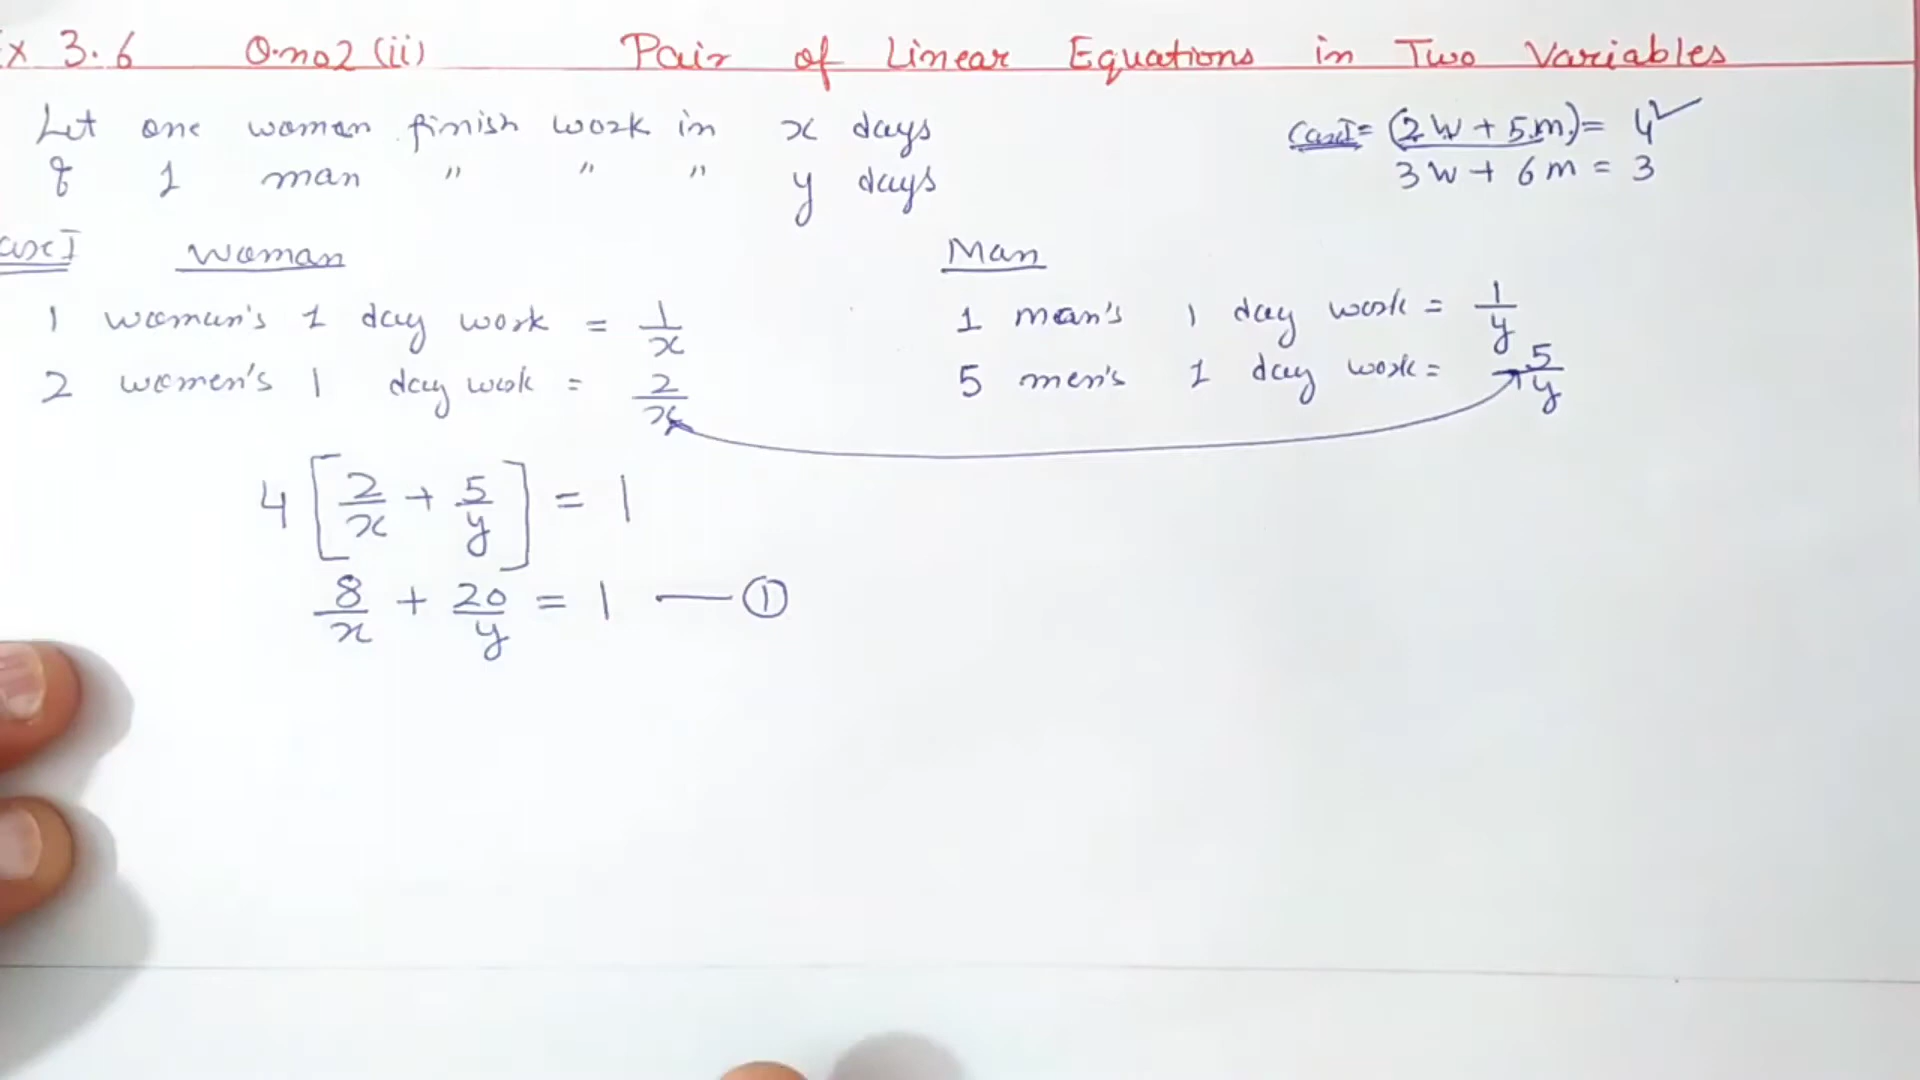 Ex 3.6 Q.no2 (ii) Pair of Linear Equations in Two Variables
Let one woman finish work in x days
& 1 man " " " y days
Case I = (2w + 5m) = 4 ✓
3w + 6m = 3
Case I Woman
1 woman's 1 day work = 1/x
2 women's 1 day work = 2/x
Man
1 man's 1 day work = 1/y
5 men's 1 day work = 5/y
4 [2/x + 5/y] = 1
8/x + 20/y = 1 — ①